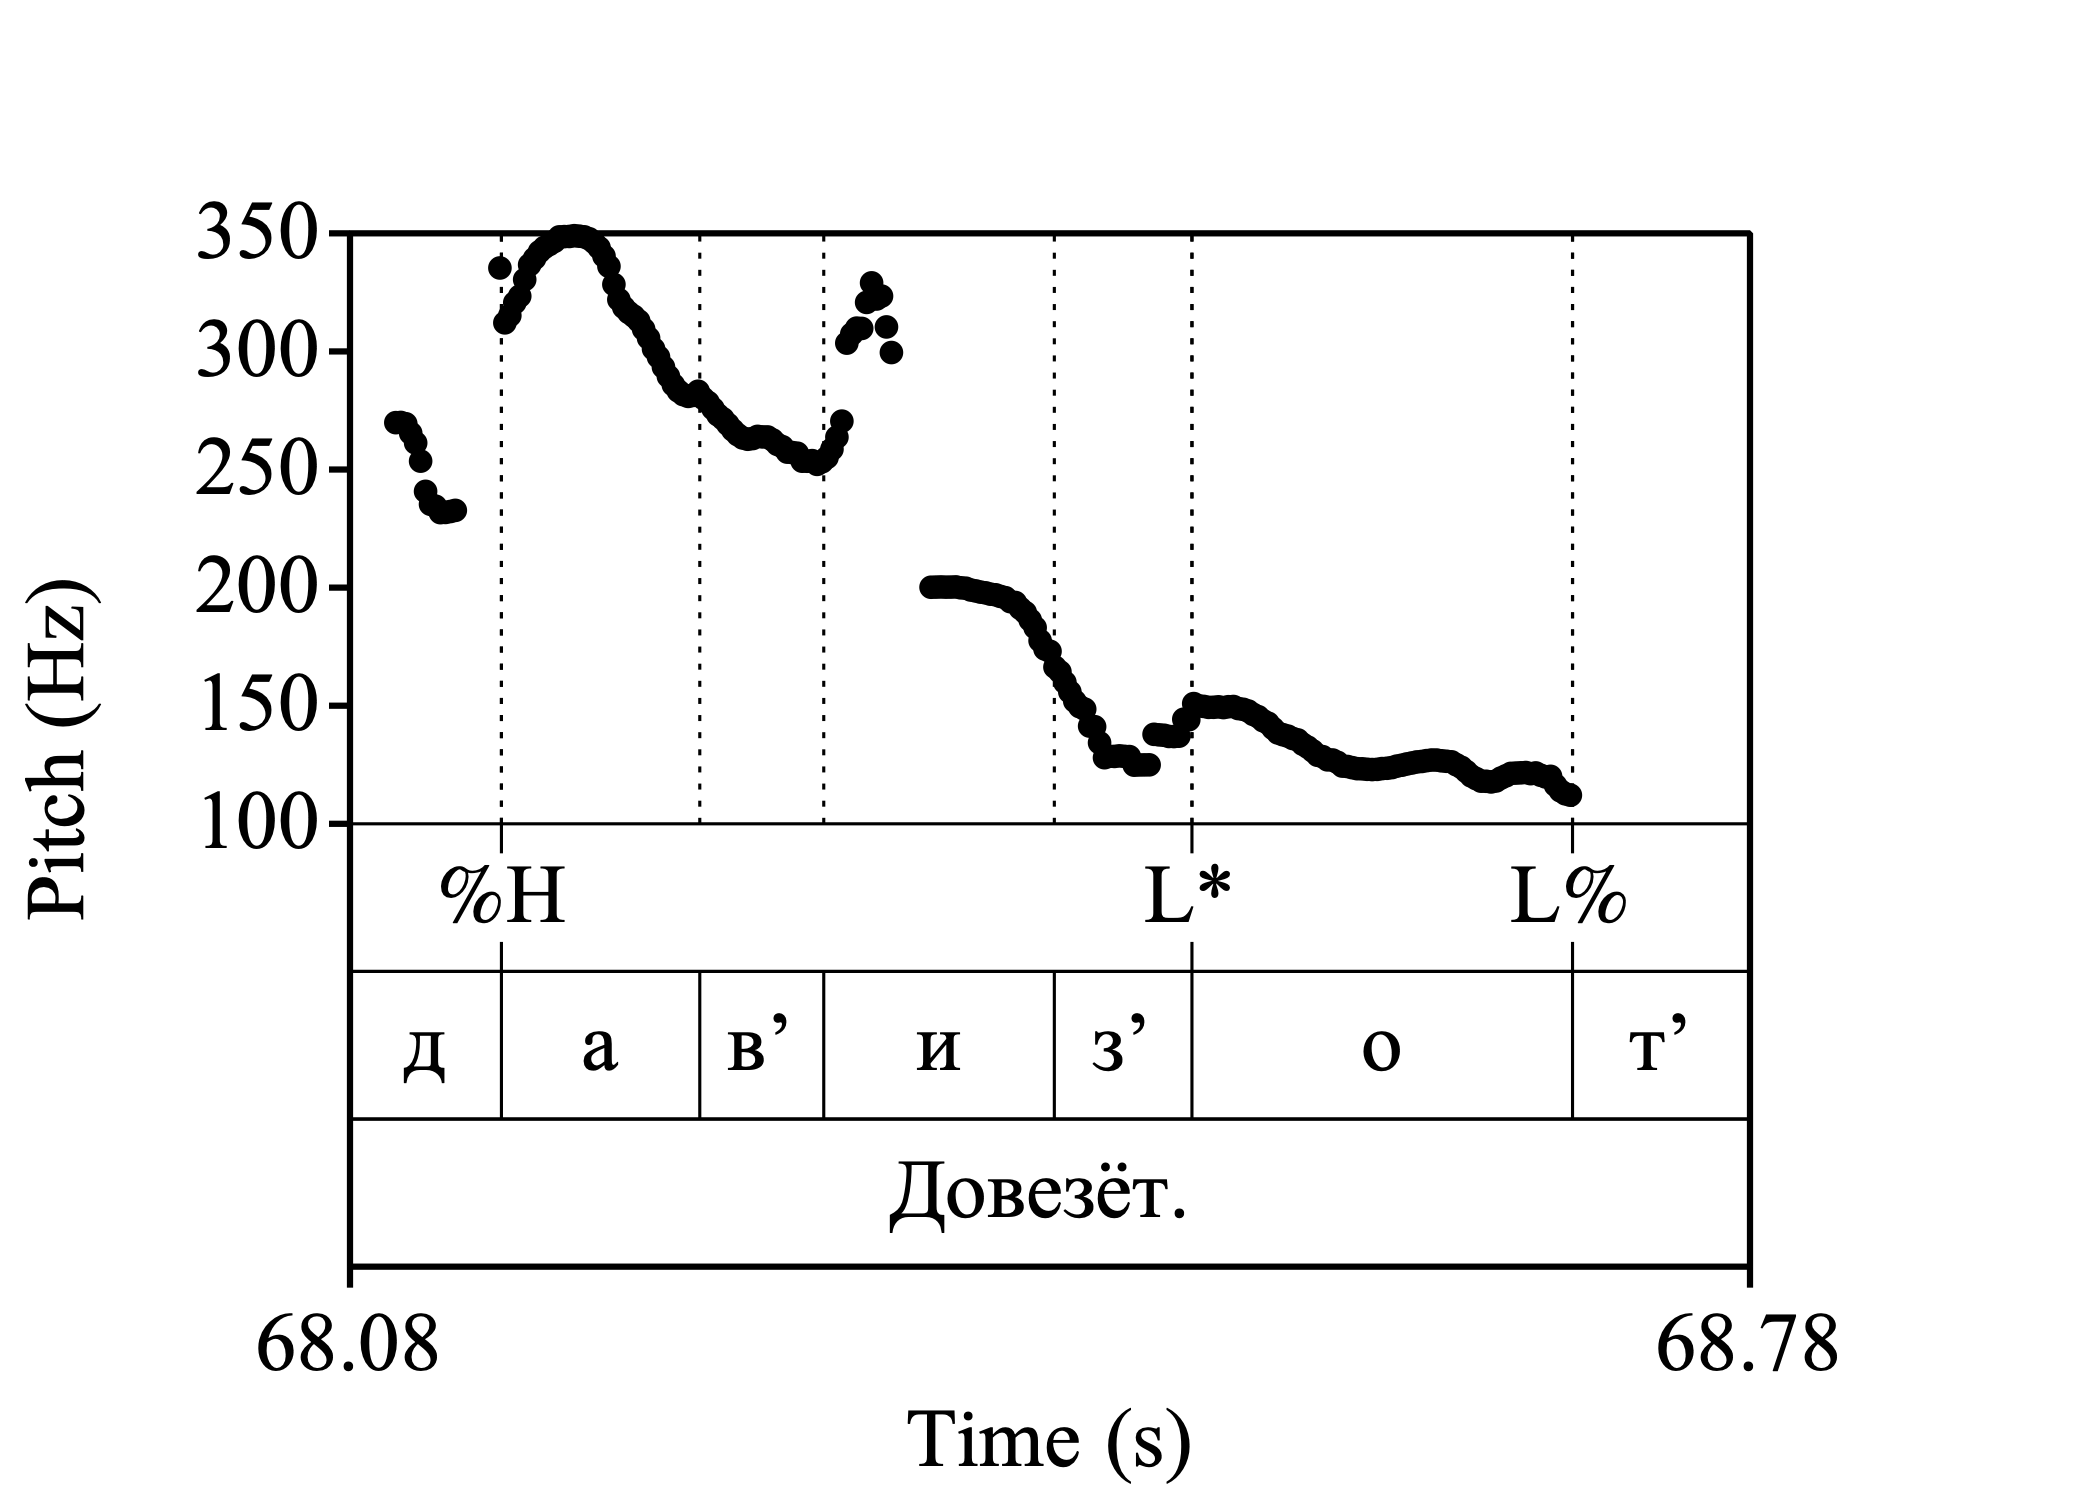 350
300
250
200
150
100
Pitch (Hz)
%H L* L%
д а в’ и з’ о т’
Довезёт.
68.08 68.78
Time (s)